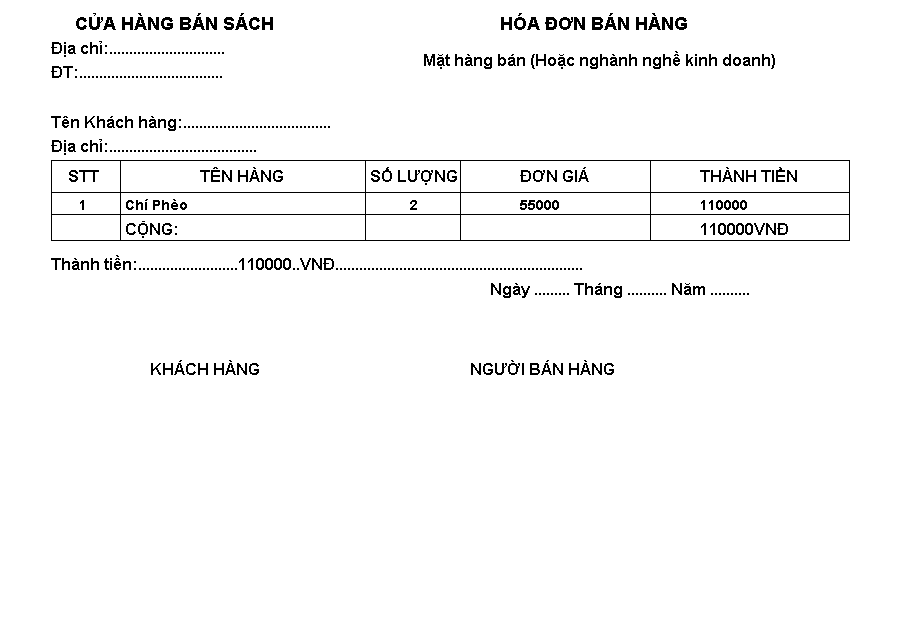 CỬA HÀNG BÁN SÁCH HÓA ĐƠN BÁN HÀNG
Địa chỉ:.............................
Mặt hàng bán (Hoặc nghành nghề kinh doanh)
ĐT:....................................
Tên Khách hàng:.....................................
Địa chỉ:.....................................
STT TÊN HÀNG SỐ LƯỢNG ĐƠN GIÁ THÀNH TIỀN
1 Chí Phèo 2 55000 110000
CỘNG: 110000VNĐ
Thành tiền:.........................110000..VNĐ..............................................................
Ngày ......... Tháng .......... Năm ..........
KHÁCH HÀNG NGƯỜI BÁN HÀNG